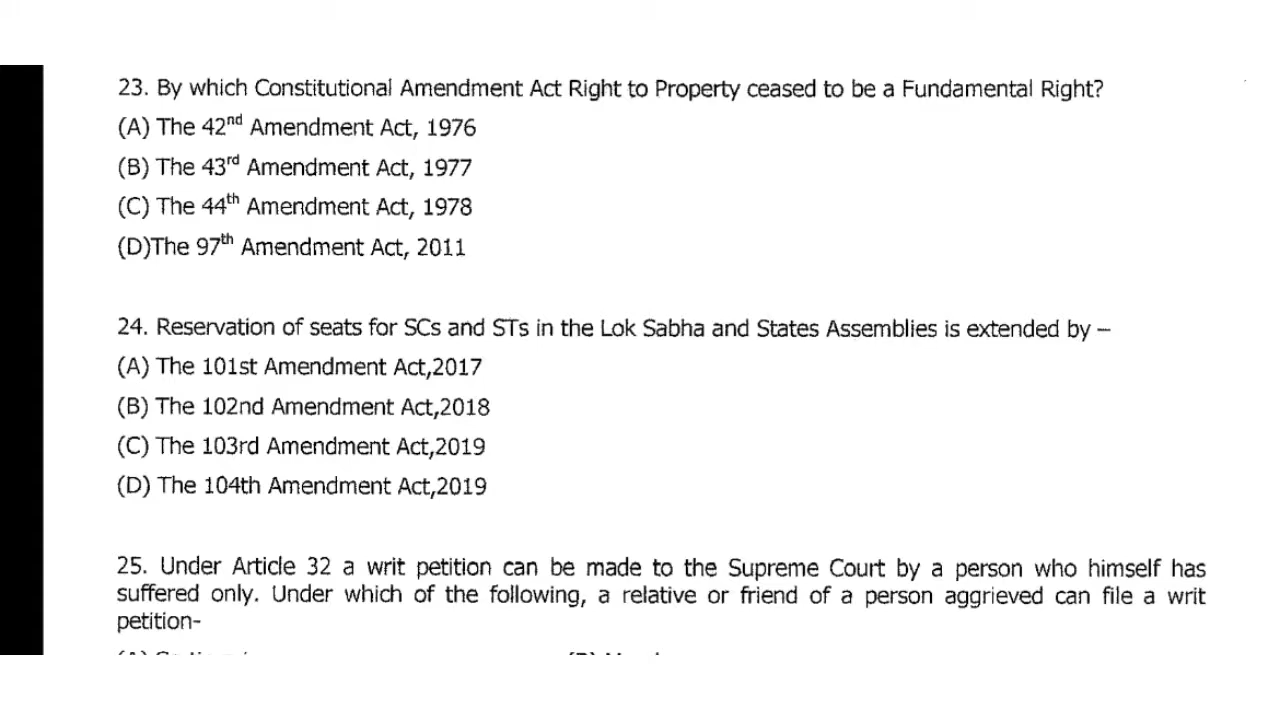 23. By which Constitutional Amendment Act Right to Property ceased to be a Fundamental Right?
(A) The 42nd Amendment Act, 1976
(B) The 43rd Amendment Act, 1977
(C) The 44th Amendment Act, 1978
(D)The 97th Amendment Act, 2011
24. Reservation of seats for SCs and STs in the Lok Sabha and States Assemblies is extended by –
(A) The 101st Amendment Act,2017
(B) The 102nd Amendment Act,2018
(C) The 103rd Amendment Act,2019
(D) The 104th Amendment Act,2019
25. Under Article 32 a writ petition can be made to the Supreme Court by a person who himself has
suffered only. Under which of the following, a relative or friend of a person aggrieved can file a writ
petition-